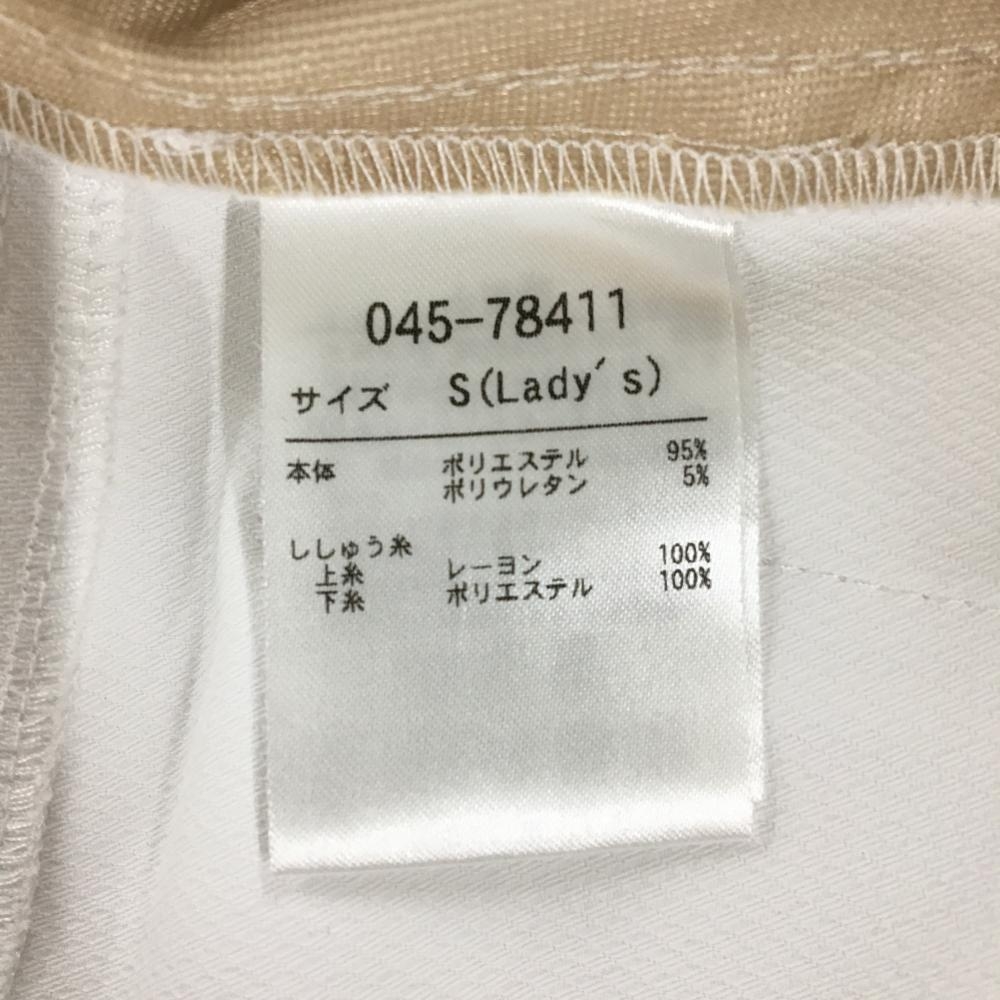 045-78411
サイズ S(Lady's)
本体 ポリエステル 95%
ポリウレタン 5%
ししゅう糸
上糸 レーヨン 100%
下糸 ポリエステル 100%